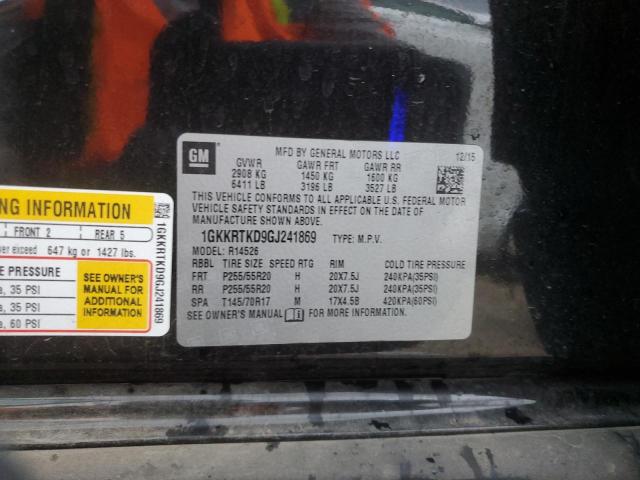 GM
MFD BY GENERAL MOTORS LLC 12/15
GVWR GAWR FRT GAWR RR
2908 KG 1450 KG 1600 KG
6411 LB 3196 LB 3527 LB
THIS VEHICLE CONFORMS TO ALL APPLICABLE U.S. FEDERAL MOTOR
VEHICLE SAFETY STANDARDS IN EFFECT ON THE DATE OF
MANUFACTURE SHOWN ABOVE.
1GKKRTKD9GJ241869 TYPE: M.P.V.
MODEL: R14526
RBBL TIRE SIZE SPEED RTG RIM COLD TIRE PRESSURE
FRT P255/55R20 H 20X7.5J 240KPA(35PSI)
RR P255/55R20 H 20X7.5J 240KPA(35PSI)
SPA T145/70R17 M 17X4.5B 420KPA(60PSI)
SEE OWNER'S MANUAL i FOR MORE INFORMATION.
NG INFORMATION
FRONT 2 REAR 5
ver exceed 647 kg or 1427 lbs.
E PRESSURE
a, 35 PSI
a, 35 PSI
a, 60 PSI
SEE OWNER'S
MANUAL FOR
ADDITIONAL
INFORMATION
1GKKRTKD9GJ241869